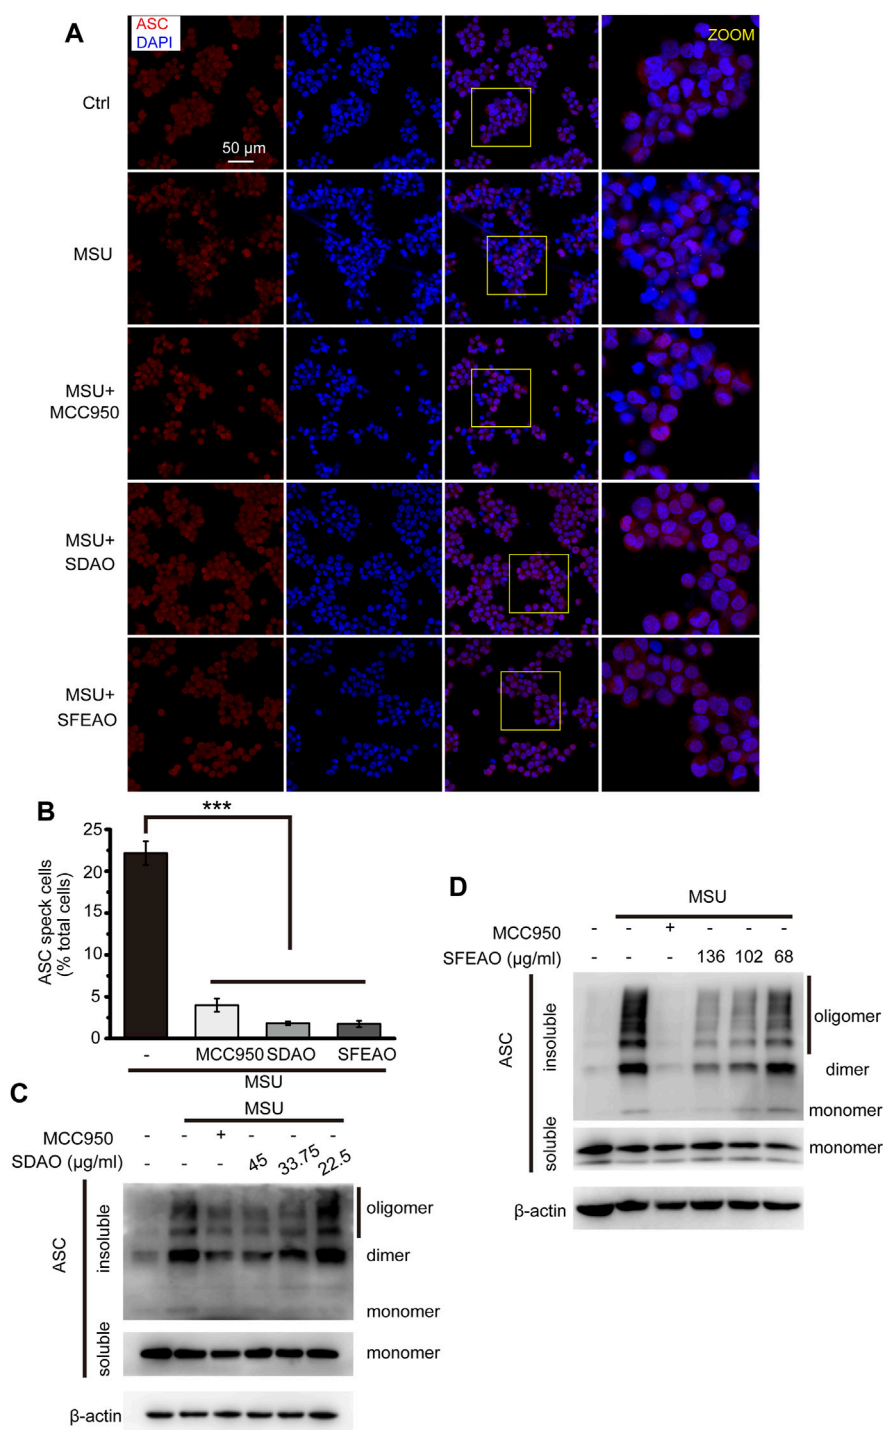 A
ASC
DAPI
ZOOM
Ctrl
50 µm
MSU
MSU+
MCC950
MSU+
SDAO
MSU+
SFEAO
B
***
ASC speck cells
(% total cells)
25
20
15
10
5
0
- MCC950 SDAO SFEAO
MSU
C
MSU
MCC950 - - + - - -
SDAO (µg/ml) - - - 45 33.75 22.5
ASC
insoluble
oligomer
dimer
monomer
soluble
monomer
β-actin
D
MSU
MCC950 - - + - - -
SFEAO (µg/ml) - - - 136 102 68
ASC
insoluble
oligomer
dimer
monomer
soluble
monomer
β-actin